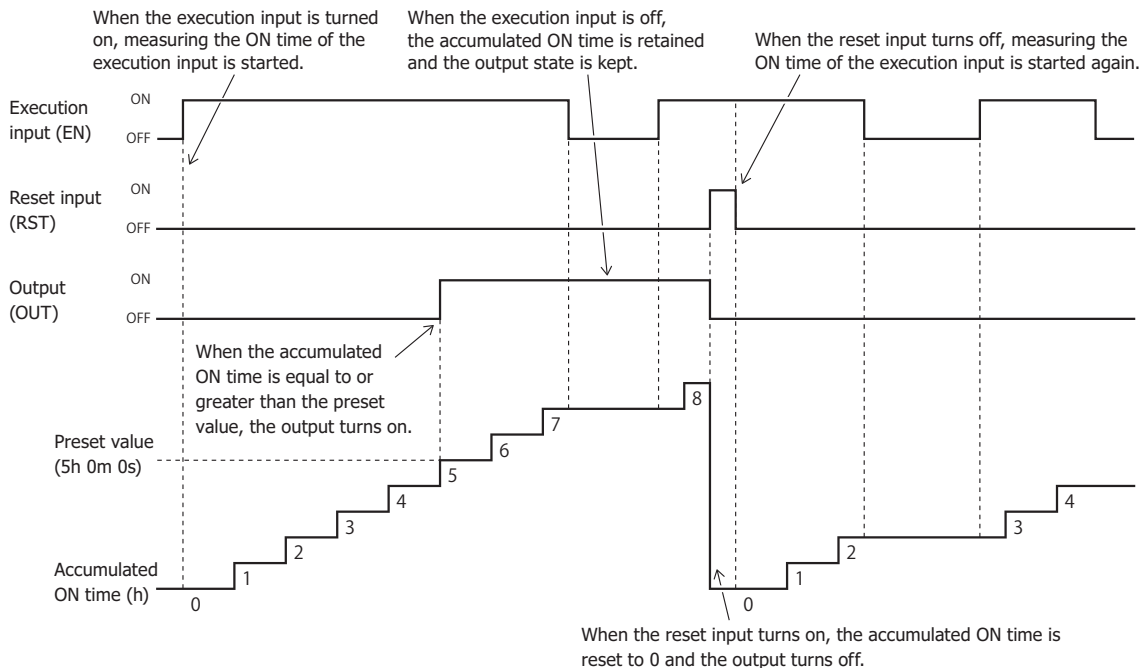 When the execution input is turned
on, measuring the ON time of the
execution input is started.
When the execution input is off,
the accumulated ON time is retained
and the output state is kept.
When the reset input turns off, measuring the
ON time of the execution input is started again.
Execution
input (EN)
ON
OFF
Reset input
(RST)
ON
OFF
Output
(OUT)
ON
OFF
When the accumulated
ON time is equal to or
greater than the preset
value, the output turns on.
Preset value
(5h 0m 0s)
Accumulated
ON time (h)
0
1
2
3
4
5
6
7
8
0
1
2
3
4
When the reset input turns on, the accumulated ON time is
reset to 0 and the output turns off.